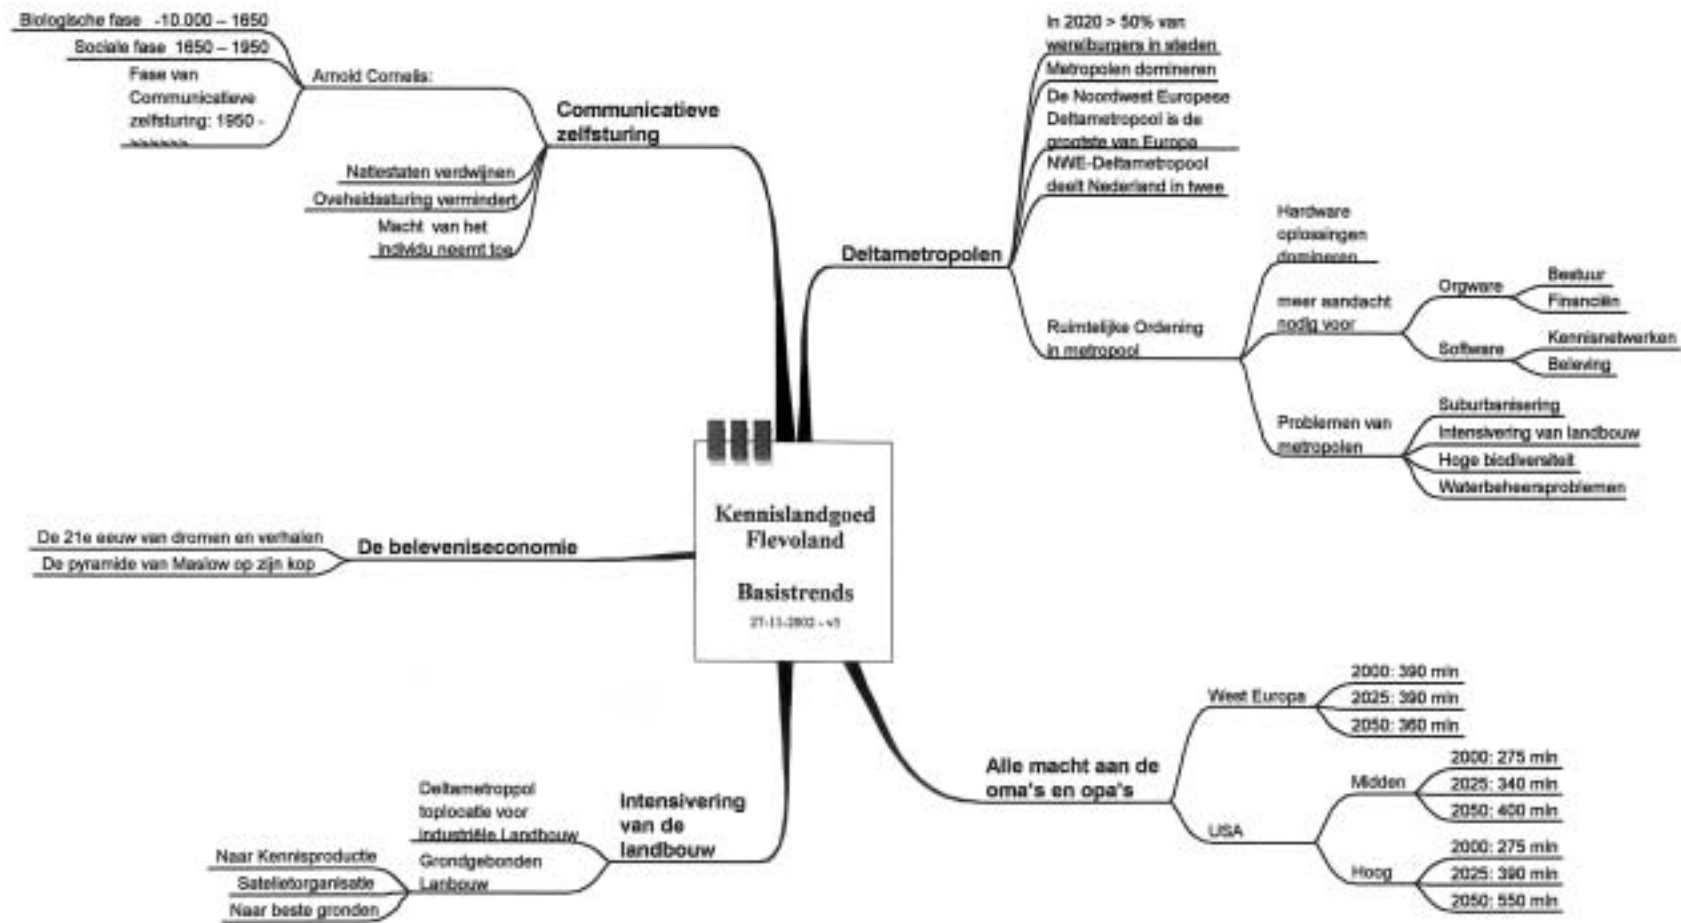 Biologische fase -10.000 – 1650
Sociale fase 1650 – 1950
Fase van
Communicatieve
zelfsturing: 1950 -
>>>>>>
Arnold Cornelis:
Communicatieve
zelfsturing
Natiestaten verdwijnen
Oveheidssturing vermindert
Macht van het
individu neemt toe
In 2020 > 50% van
werelburgers in steden
Metropolen domineren
De Noordwest Europese
Deltametropool is de
grootste van Europa
NWE-Deltametropool
deelt Nederland in twee
Deltametropolen
Ruimtelijke Ordening
in metropool
Hardware
oplossingen
domineren
meer aandacht
nodig voor
Orgware
Bestuur
Financiën
Software
Kennisnetwerken
Beleving
Problemen van
metropolen
Suburbanisering
Intensivering van landbouw
Hoge biodiversiteit
Waterbeheersproblemen
Kennislandgoed
Flevoland
Basistrends
27-11-2002 - v3
De 21e eeuw van dromen en verhalen
De pyramide van Maslow op zijn kop
De beleveniseconomie
Alle macht aan de
oma's en opa's
West Europa
2000: 390 mln
2025: 390 mln
2050: 360 mln
USA
Midden
2000: 275 mln
2025: 340 mln
2050: 400 mln
Hoog
2000: 275 mln
2025: 390 mln
2050: 550 mln
Intensivering
van de
landbouw
Deltametroppol
toplocatie voor
industriële Landbouw
Grondgebonden
Lanbouw
Naar Kennisproductie
Satelietorganisatie
Naar beste gronden